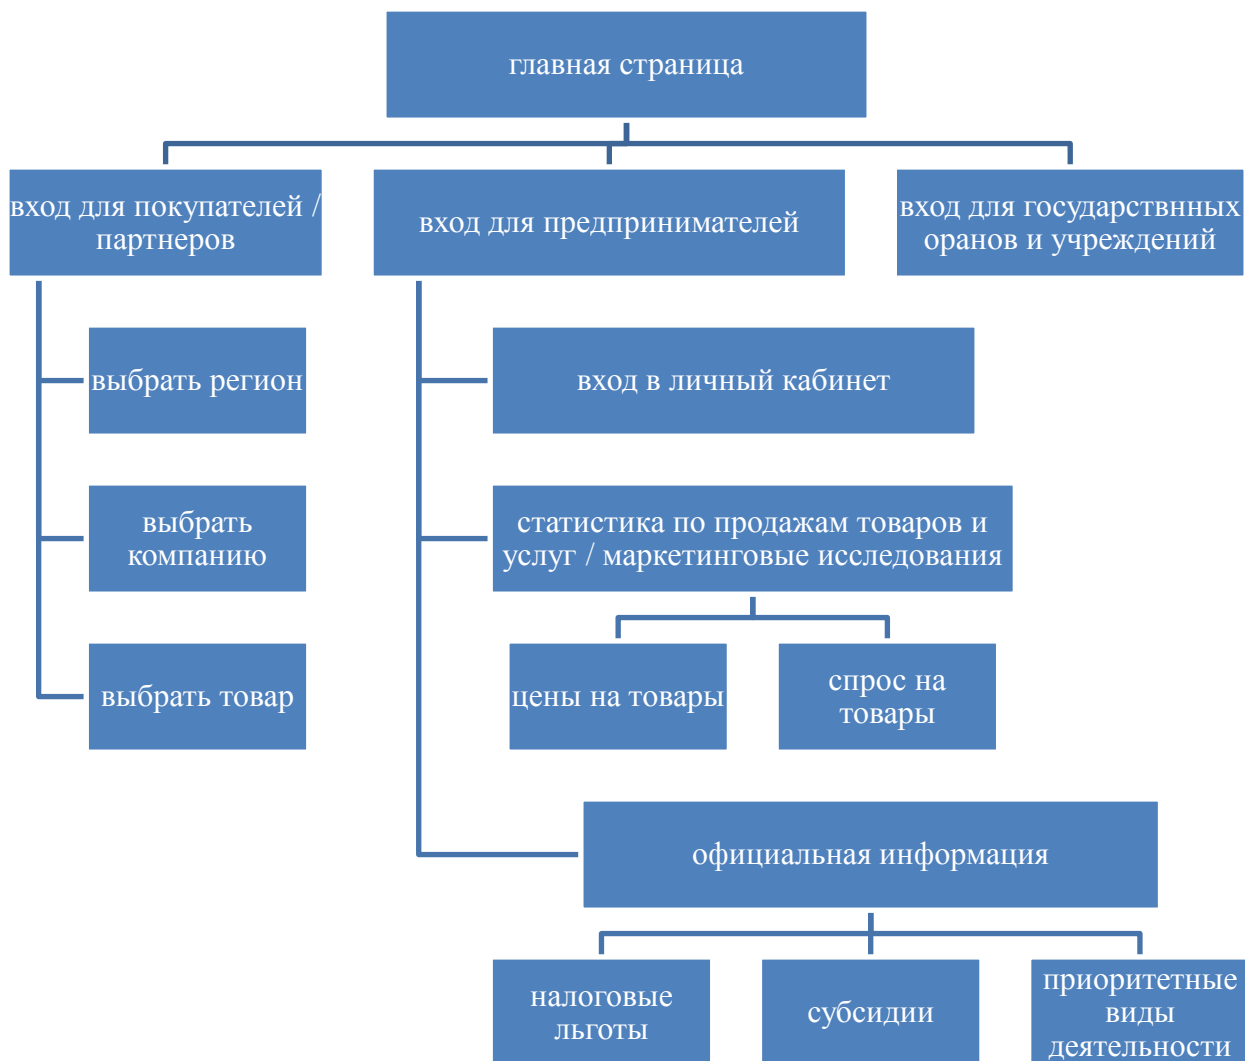 главная страница
вход для покупателей /
партнеров
вход для предпринимателей
вход для государствнных
оранов и учреждений
выбрать регион
вход в личный кабинет
выбрать
компанию
статистика по продажам товаров и
услуг / маркетинговые исследования
выбрать товар
цены на товары
спрос на
товары
официальная информация
налоговые
льготы
субсидии
приоритетные
виды
деятельности